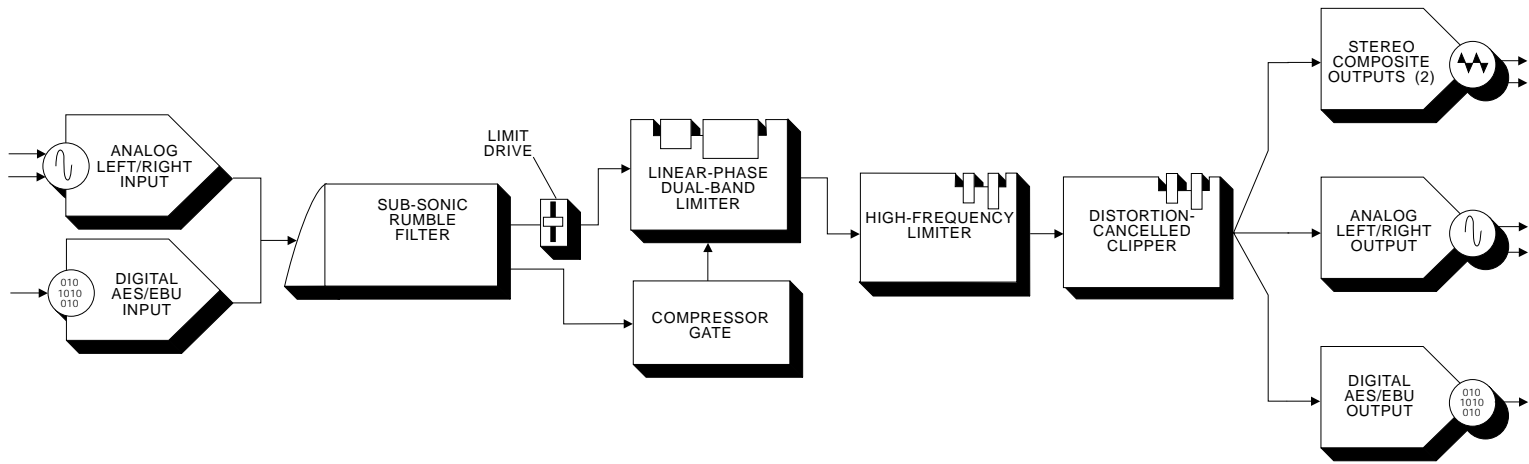 ANALOG
LEFT/RIGHT
INPUT
010
1010
010
DIGITAL
AES/EBU
INPUT
SUB-SONIC
RUMBLE
FILTER
LIMIT
DRIVE
LINEAR-PHASE
DUAL-BAND
LIMITER
COMPRESSOR
GATE
HIGH-FREQUENCY
LIMITER
DISTORTION-
CANCELLED
CLIPPER
STEREO
COMPOSITE
OUTPUTS (2)
ANALOG
LEFT/RIGHT
OUTPUT
DIGITAL
AES/EBU
OUTPUT
010
1010
010